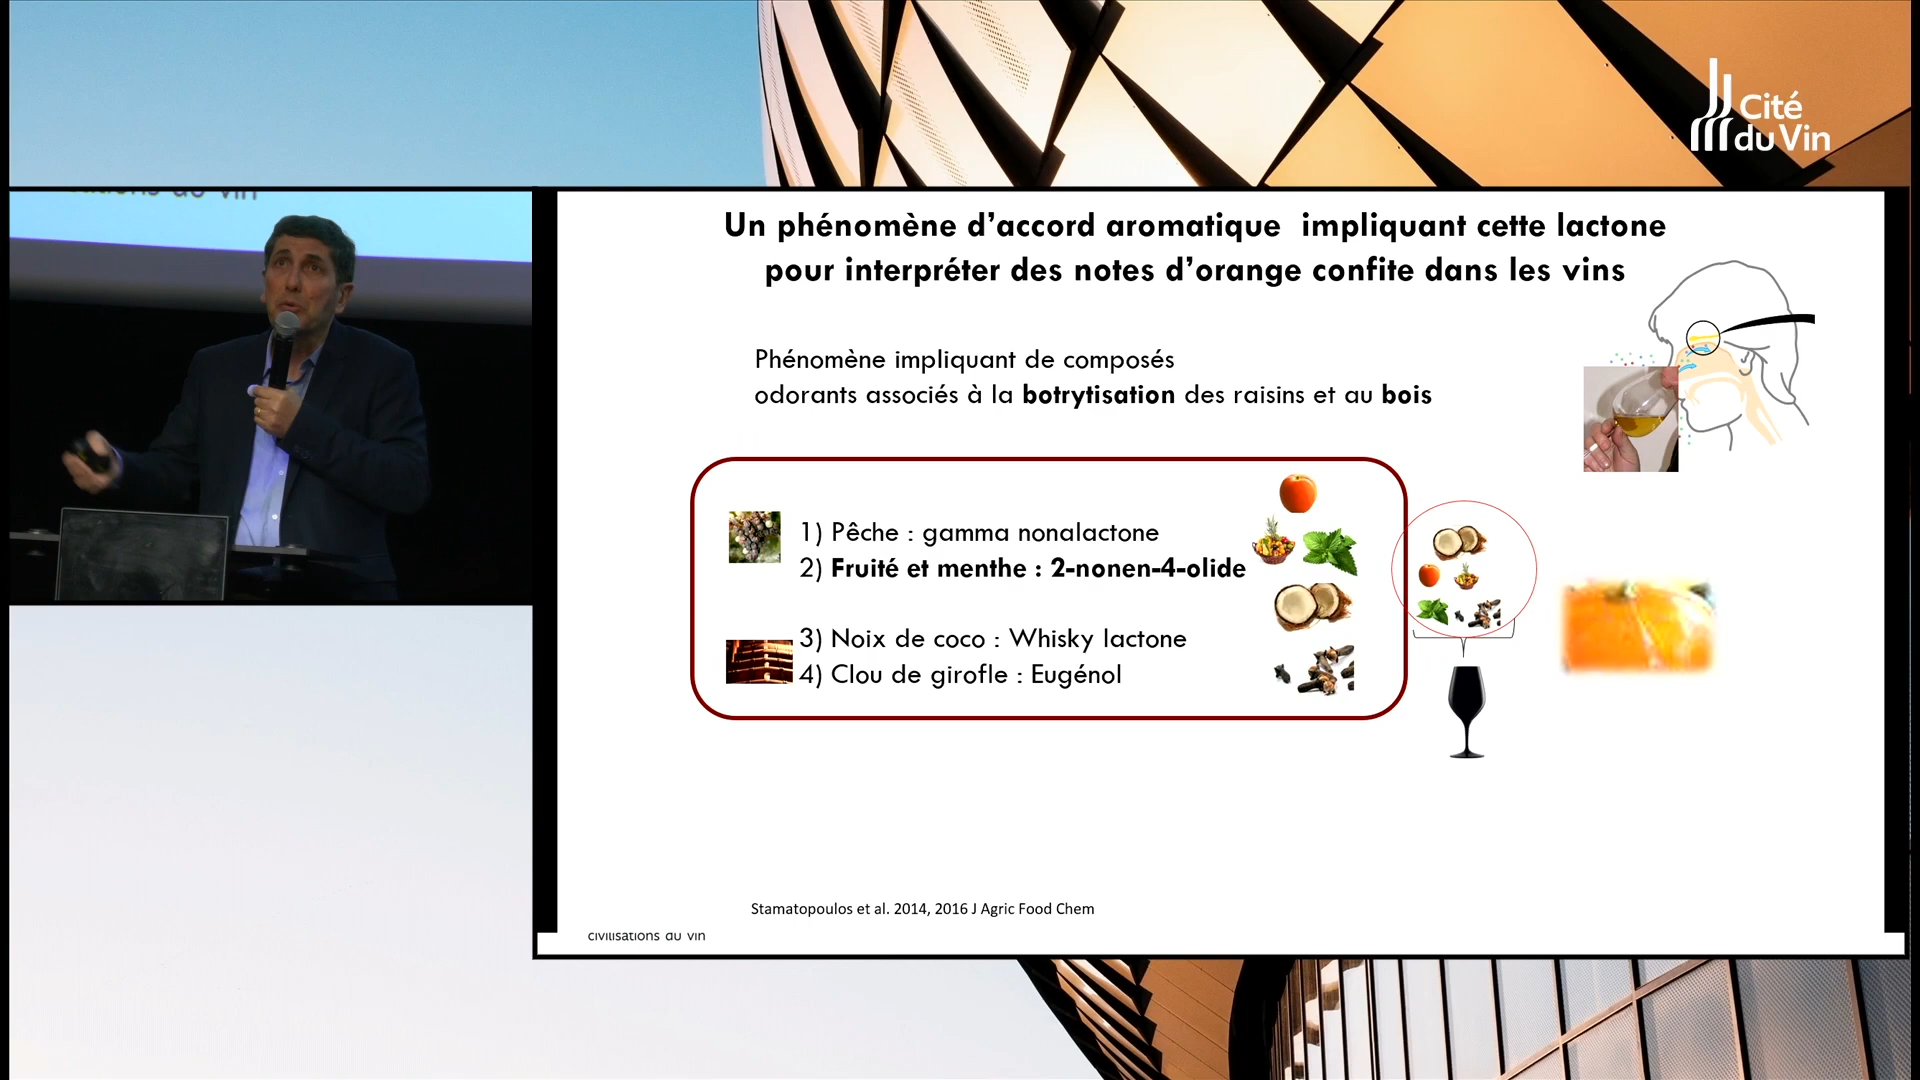 Cité
du Vin
Un phénomène d’accord aromatique impliquant cette lactone
pour interpréter des notes d’orange confite dans les vins
Phénomène impliquant de composés
odorants associés à la botrytisation des raisins et au bois
1) Pêche : gamma nonalactone
2) Fruité et menthe : 2-nonen-4-olide
3) Noix de coco : Whisky lactone
4) Clou de girofle : Eugénol
Stamatopoulos et al. 2014, 2016 J Agric Food Chem
civilisations du vin